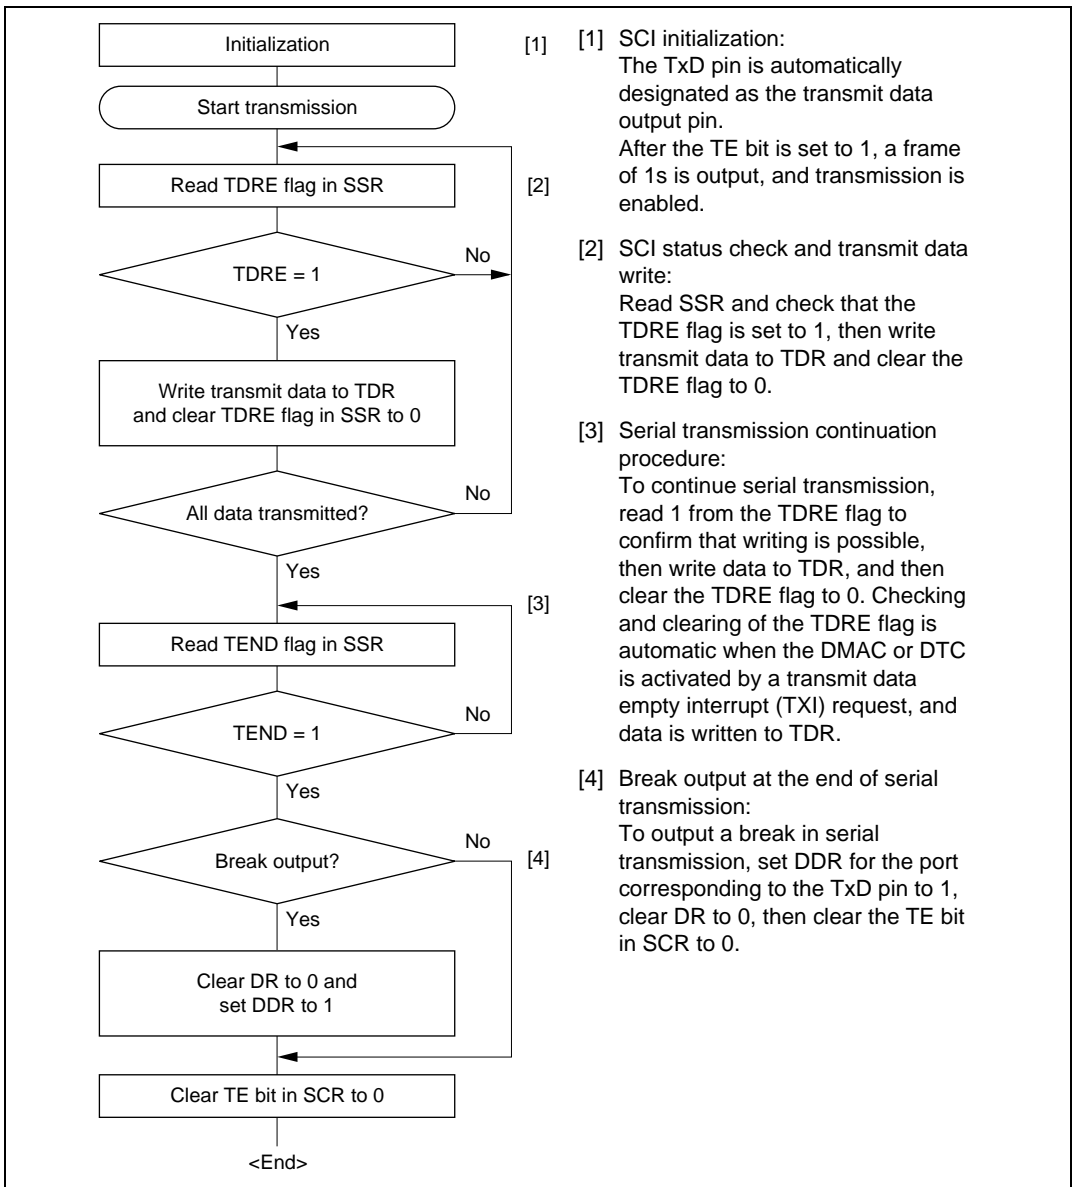 Initialization
[1]
Start transmission
Read TDRE flag in SSR
[2]
TDRE = 1
No
Yes
Write transmit data to TDR
and clear TDRE flag in SSR to 0
All data transmitted?
No
Yes
[3]
Read TEND flag in SSR
TEND = 1
No
Yes
Break output?
No
[4]
Yes
Clear DR to 0 and
set DDR to 1
Clear TE bit in SCR to 0
<End>
[1] SCI initialization:
The TxD pin is automatically
designated as the transmit data
output pin.
After the TE bit is set to 1, a frame
of 1s is output, and transmission is
enabled.
[2] SCI status check and transmit data
write:
Read SSR and check that the
TDRE flag is set to 1, then write
transmit data to TDR and clear the
TDRE flag to 0.
[3] Serial transmission continuation
procedure:
To continue serial transmission,
read 1 from the TDRE flag to
confirm that writing is possible,
then write data to TDR, and then
clear the TDRE flag to 0. Checking
and clearing of the TDRE flag is
automatic when the DMAC or DTC
is activated by a transmit data
empty interrupt (TXI) request, and
data is written to TDR.
[4] Break output at the end of serial
transmission:
To output a break in serial
transmission, set DDR for the port
corresponding to the TxD pin to 1,
clear DR to 0, then clear the TE bit
in SCR to 0.